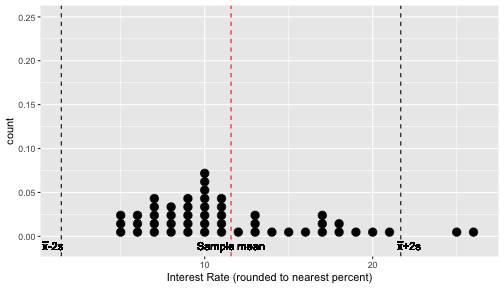 0.25
0.20
0.15
0.10
0.05
0.00
count
x̅-2s
Sample mean
x̅+2s
10
20
Interest Rate (rounded to nearest percent)